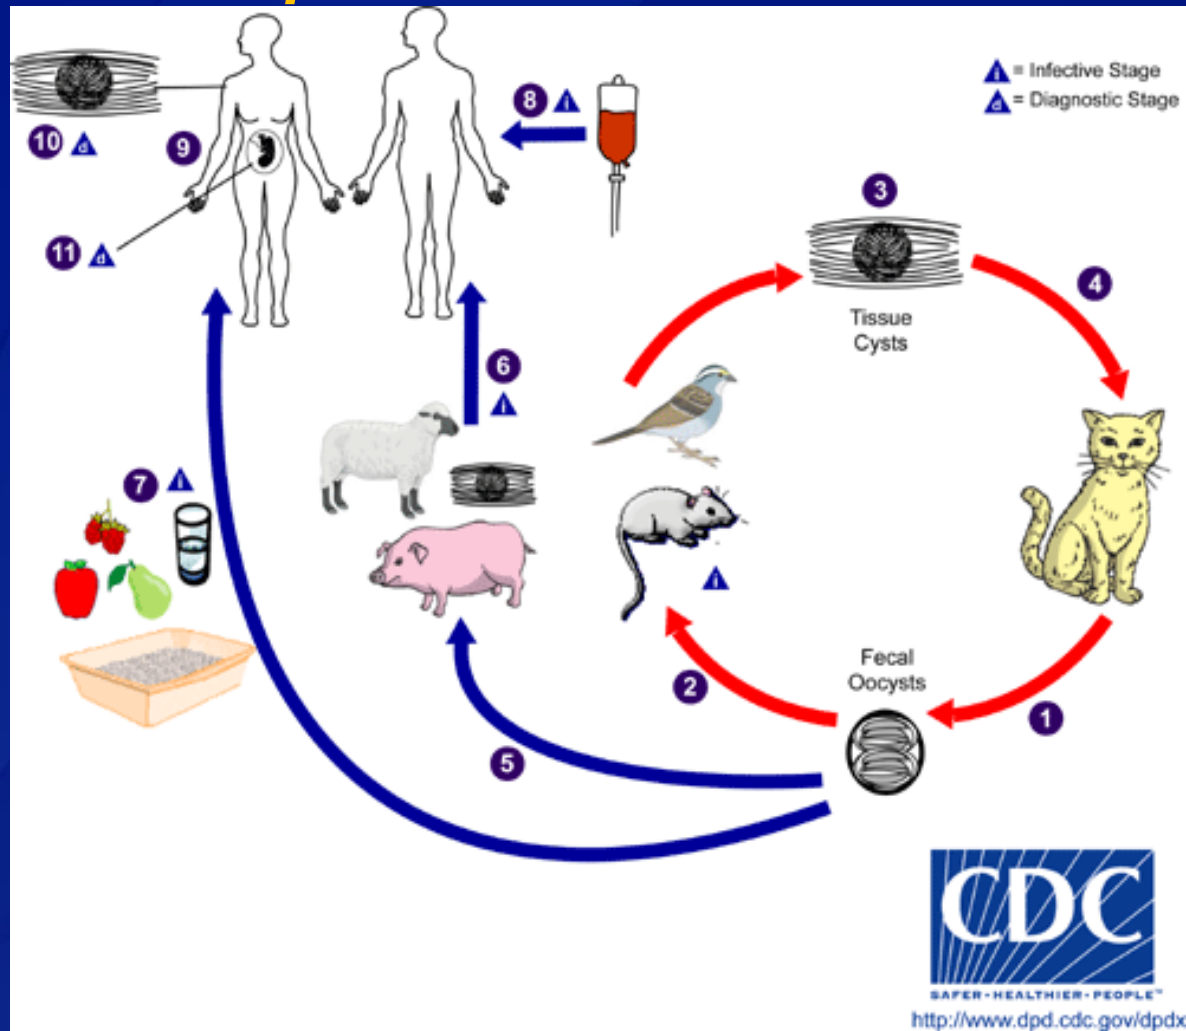 i = Infective Stage
d = Diagnostic Stage
8 i
10 d
9
11 d
3
Tissue
Cysts
4
6
i
7 i
i
2
Fecal
Oocysts
1
5
CDC
SAFER•HEALTHIER•PEOPLE™
http://www.dpd.cdc.gov/dpdx